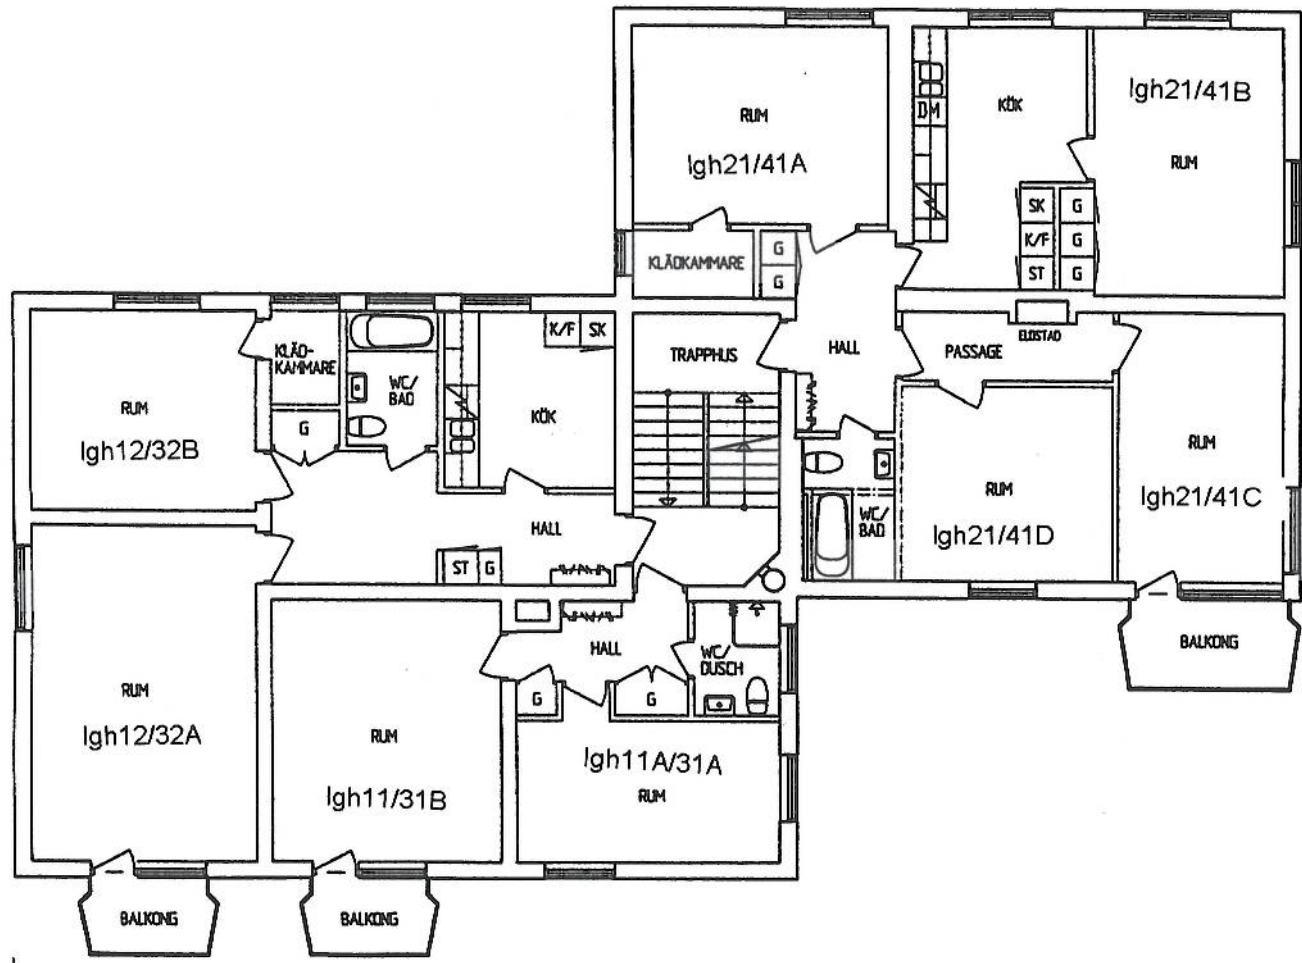 RUM
lgh21/41A
KLÄDKAMMARE
G
G
DM
KÖK
lgh21/41B
RUM
SK
G
K/F
G
ST
G
TRAPPHUS
HALL
PASSAGE
ELDSTAD
RUM
lgh21/41C
RUM
lgh21/41D
WC/
BAD
BALKONG
RUM
lgh12/32B
KLÄD-
KAMMARE
G
WC/
BAD
K/F
SK
KÖK
HALL
ST
G
RUM
lgh12/32A
RUM
lgh11/31B
HALL
WC/
DUSCH
G
G
lgh11A/31A
RUM
BALKONG
BALKONG